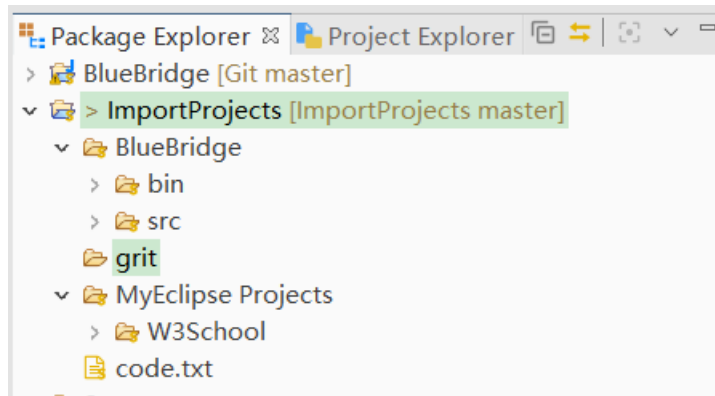 Package Explorer Project Explorer
BlueBridge [Git master]
> ImportProjects [ImportProjects master]
BlueBridge
bin
src
grit
MyEclipse Projects
W3School
code.txt